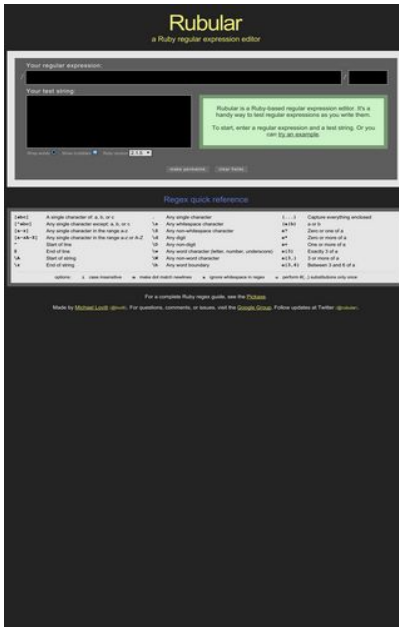 Rubular
a Ruby regular expression editor
Your regular expression:
/ /
Your test string:
Rubular is a Ruby-based regular expression editor. It's a
handy way to test regular expressions as you write them.
To start, enter a regular expression and a test string. Or you
can try an example.
make permalink clear fields
Regex quick reference
[abc] A single character of: a, b, or c . Any single character (...) Capture everything enclosed
[^abc] Any single character except: a, b, or c \s Any whitespace character (a|b) a or b
[a-z] Any single character in the range a-z \S Any non-whitespace character a? Zero or one of a
[a-zA-Z] Any single character in the range a-z or A-Z \d Any digit a* Zero or more of a
^ Start of line \D Any non-digit a+ One or more of a
$ End of line \w Any word character (letter, number, underscore) a{3} Exactly 3 of a
\A Start of string \W Any non-word character a{3,} 3 or more of a
\z End of string \b Any word boundary a{3,6} Between 3 and 6 of a
options: i case insensitive m make dot match newlines x ignore whitespace in regex o perform #{...} substitutions only once
For a complete Ruby regex guide, see the Pickaxe.
Made by Michael Lovitt (@lovitt). For questions, comments, or issues, visit the Google Group. Follow updates at Twitter (@rubular).